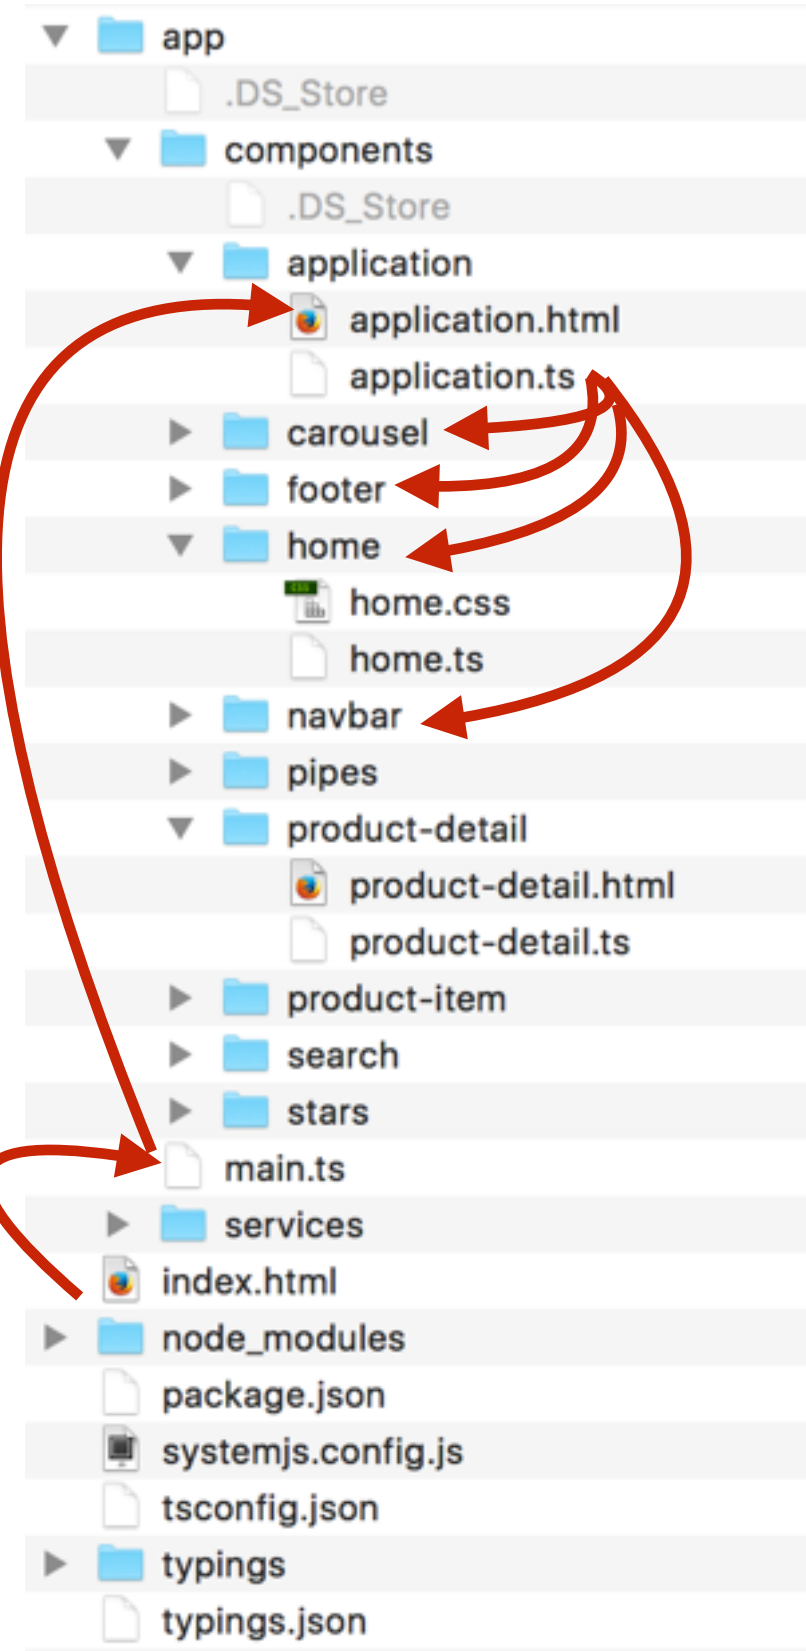 app
.DS_Store
components
.DS_Store
application
application.html
application.ts
carousel
footer
home
home.css
home.ts
navbar
pipes
product-detail
product-detail.html
product-detail.ts
product-item
search
stars
main.ts
services
index.html
node_modules
package.json
systemjs.config.js
tsconfig.json
typings
typings.json